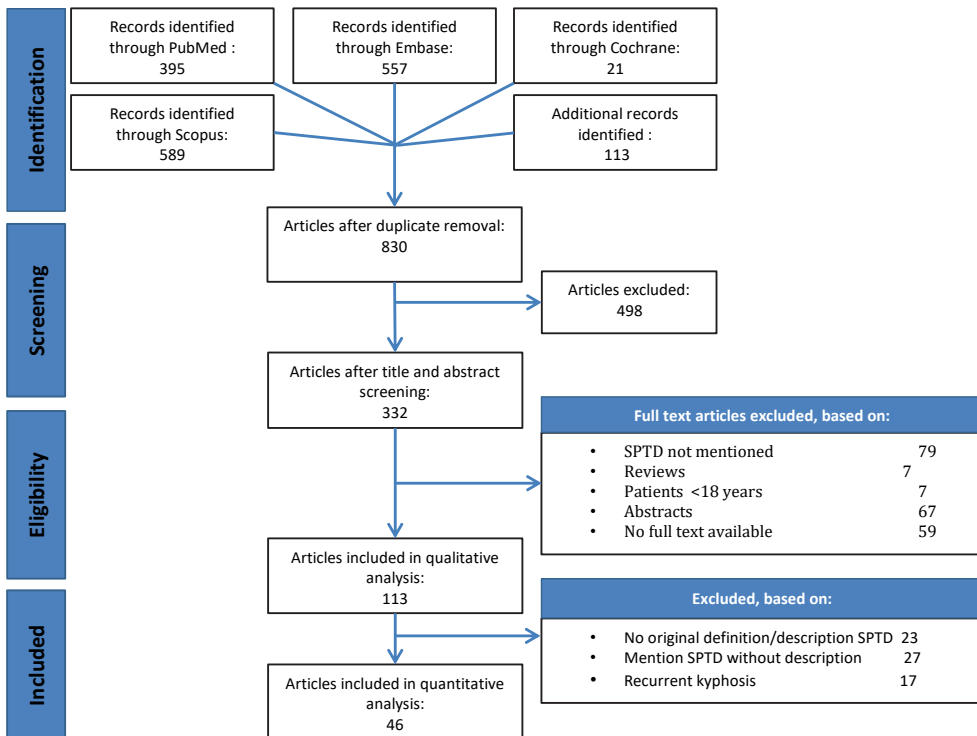 Identification
Records identified
through PubMed :
395
Records identified
through Embase:
557
Records identified
through Cochrane:
21
Records identified
through Scopus:
589
Additional records
identified :
113
Screening
Articles after duplicate removal:
830
Articles excluded:
498
Articles after title and abstract
screening:
332
Eligibility
Full text articles excluded, based on:
• SPTD not mentioned 79
• Reviews 7
• Patients <18 years 7
• Abstracts 67
• No full text available 59
Articles included in qualitative
analysis:
113
Included
Excluded, based on:
• No original definition/description SPTD 23
• Mention SPTD without description 27
• Recurrent kyphosis 17
Articles included in quantitative
analysis:
46